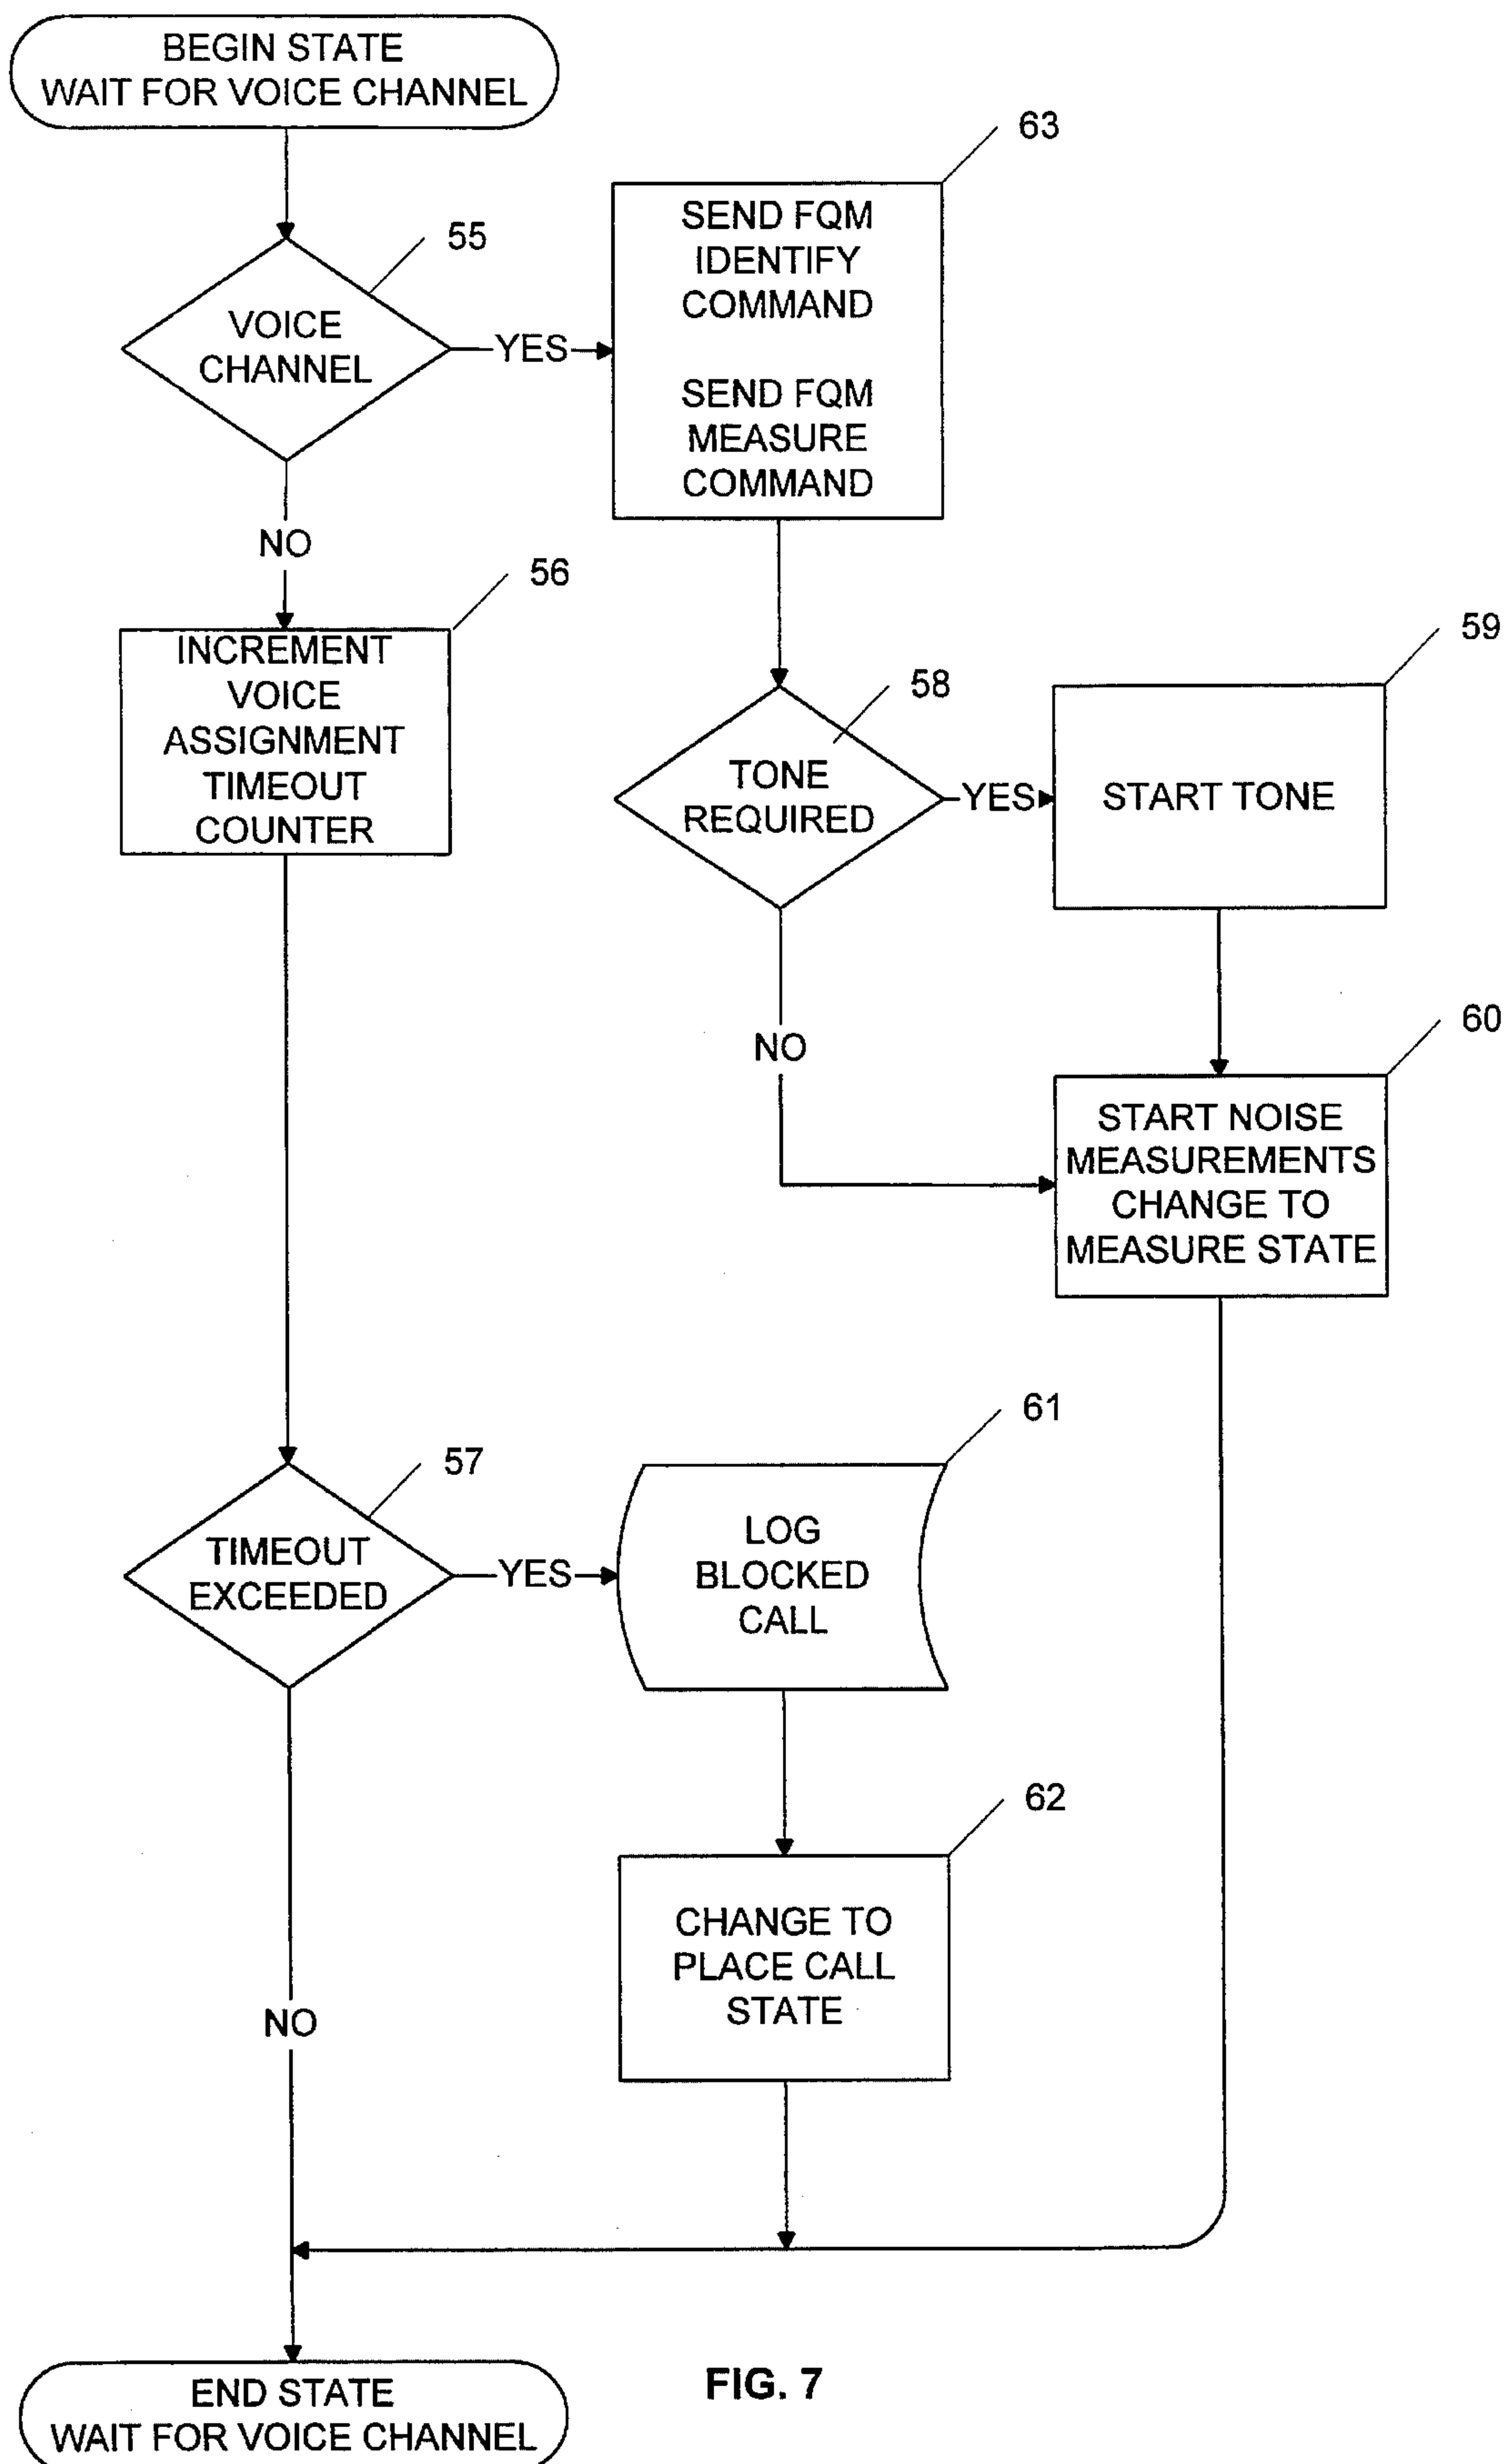 BEGIN STATE
WAIT FOR VOICE CHANNEL
63
SEND FQM
IDENTIFY
COMMAND
SEND FQM
MEASURE
COMMAND
55
VOICE
CHANNEL
YES
NO
56
INCREMENT
VOICE
ASSIGNMENT
TIMEOUT
COUNTER
58
TONE
REQUIRED
YES
59
START TONE
NO
60
START NOISE
MEASUREMENTS
CHANGE TO
MEASURE STATE
57
TIMEOUT
EXCEEDED
YES
61
LOG
BLOCKED
CALL
62
CHANGE TO
PLACE CALL
STATE
NO
END STATE
WAIT FOR VOICE CHANNEL
FIG. 7